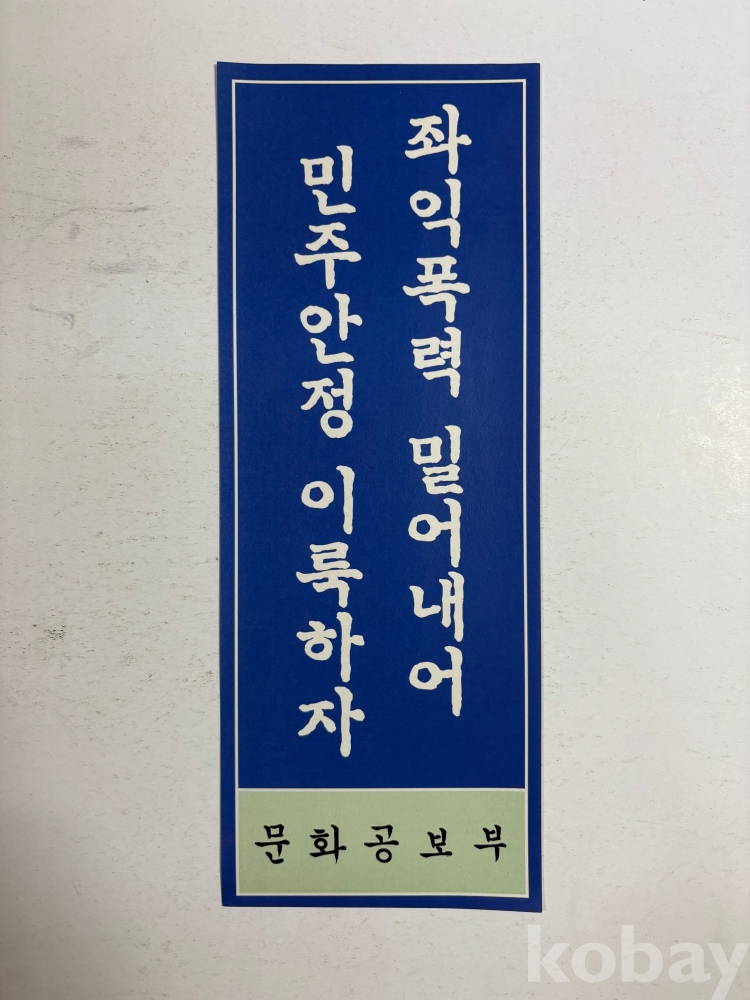 좌익폭력 밀어내어
민주안정 이룩하자
문화공보부
kobay